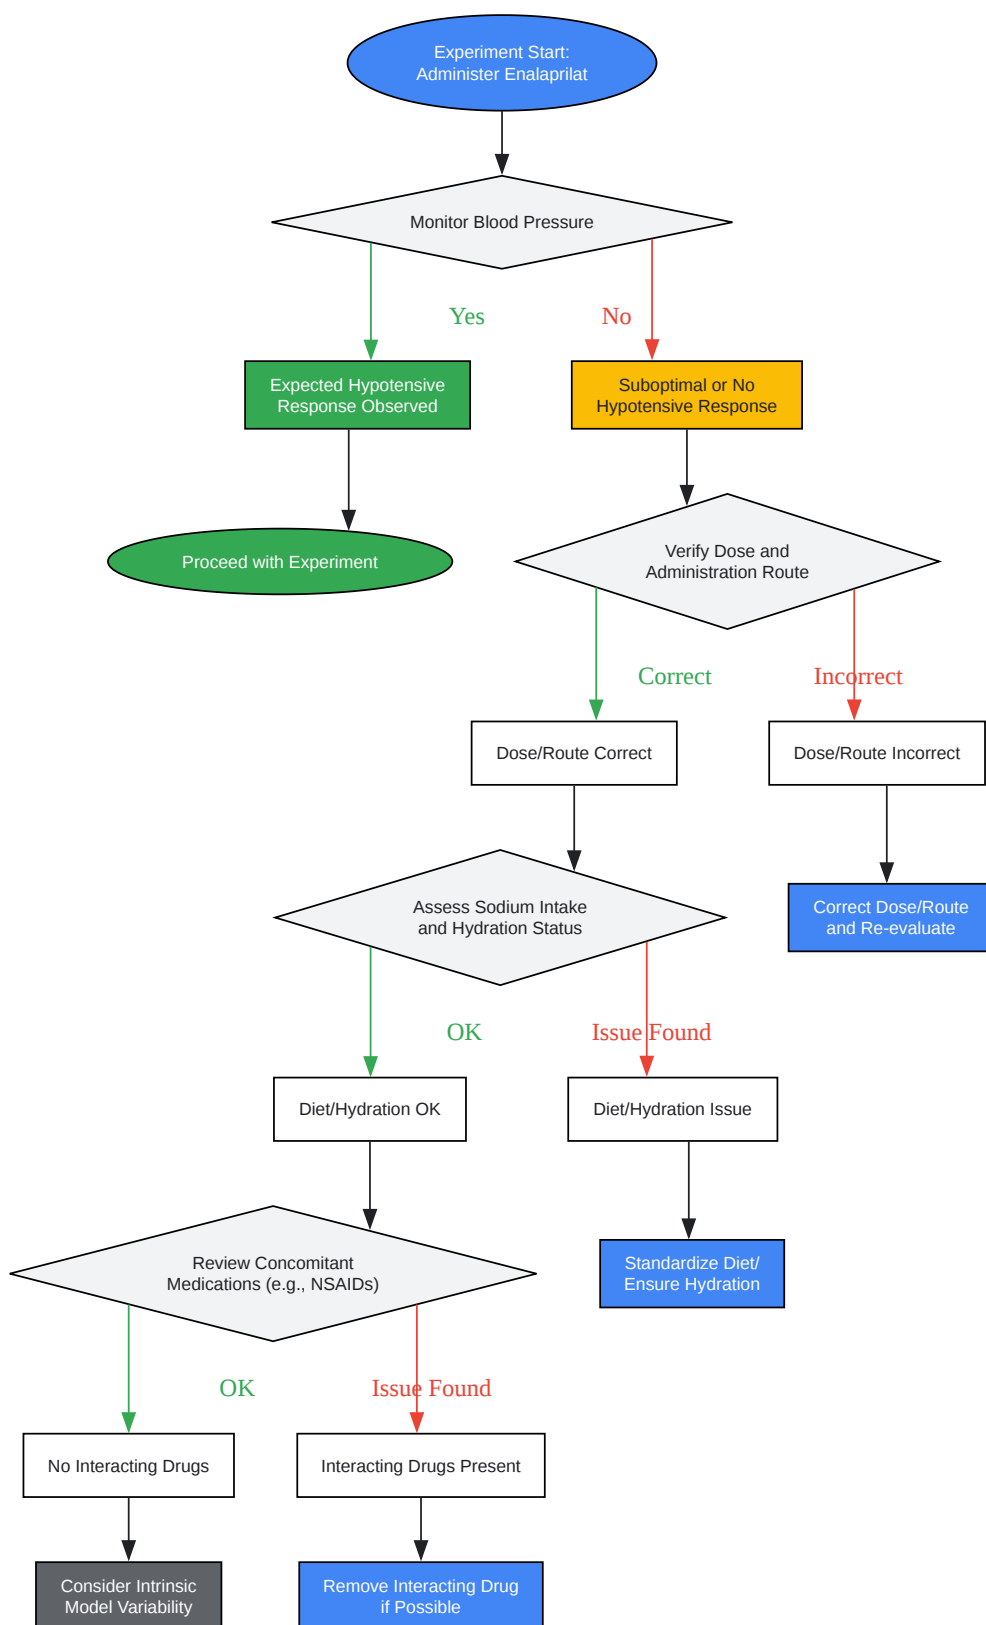 Experiment Start:
Administer Enalaprilat
Monitor Blood Pressure
Yes
No
Expected Hypotensive
Response Observed
Suboptimal or No
Hypotensive Response
Proceed with Experiment
Verify Dose and
Administration Route
Correct
Incorrect
Dose/Route Correct
Dose/Route Incorrect
Assess Sodium Intake
and Hydration Status
Correct Dose/Route
and Re-evaluate
OK
Issue Found
Diet/Hydration OK
Diet/Hydration Issue
Review Concomitant
Medications (e.g., NSAIDs)
Standardize Diet/
Ensure Hydration
OK
Issue Found
No Interacting Drugs
Interacting Drugs Present
Consider Intrinsic
Model Variability
Remove Interacting Drug
if Possible